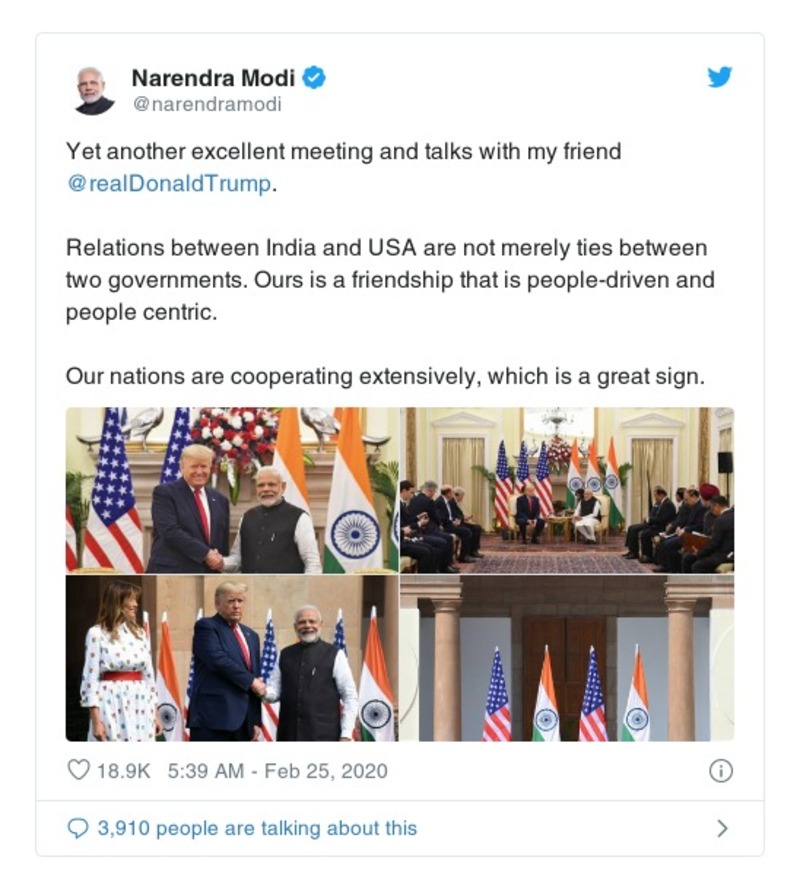 Narendra Modi
@narendramodi
Yet another excellent meeting and talks with my friend
@realDonaldTrump.
Relations between India and USA are not merely ties between
two governments. Ours is a friendship that is people-driven and
people centric.
Our nations are cooperating extensively, which is a great sign.
18.9K 5:39 AM - Feb 25, 2020
3,910 people are talking about this